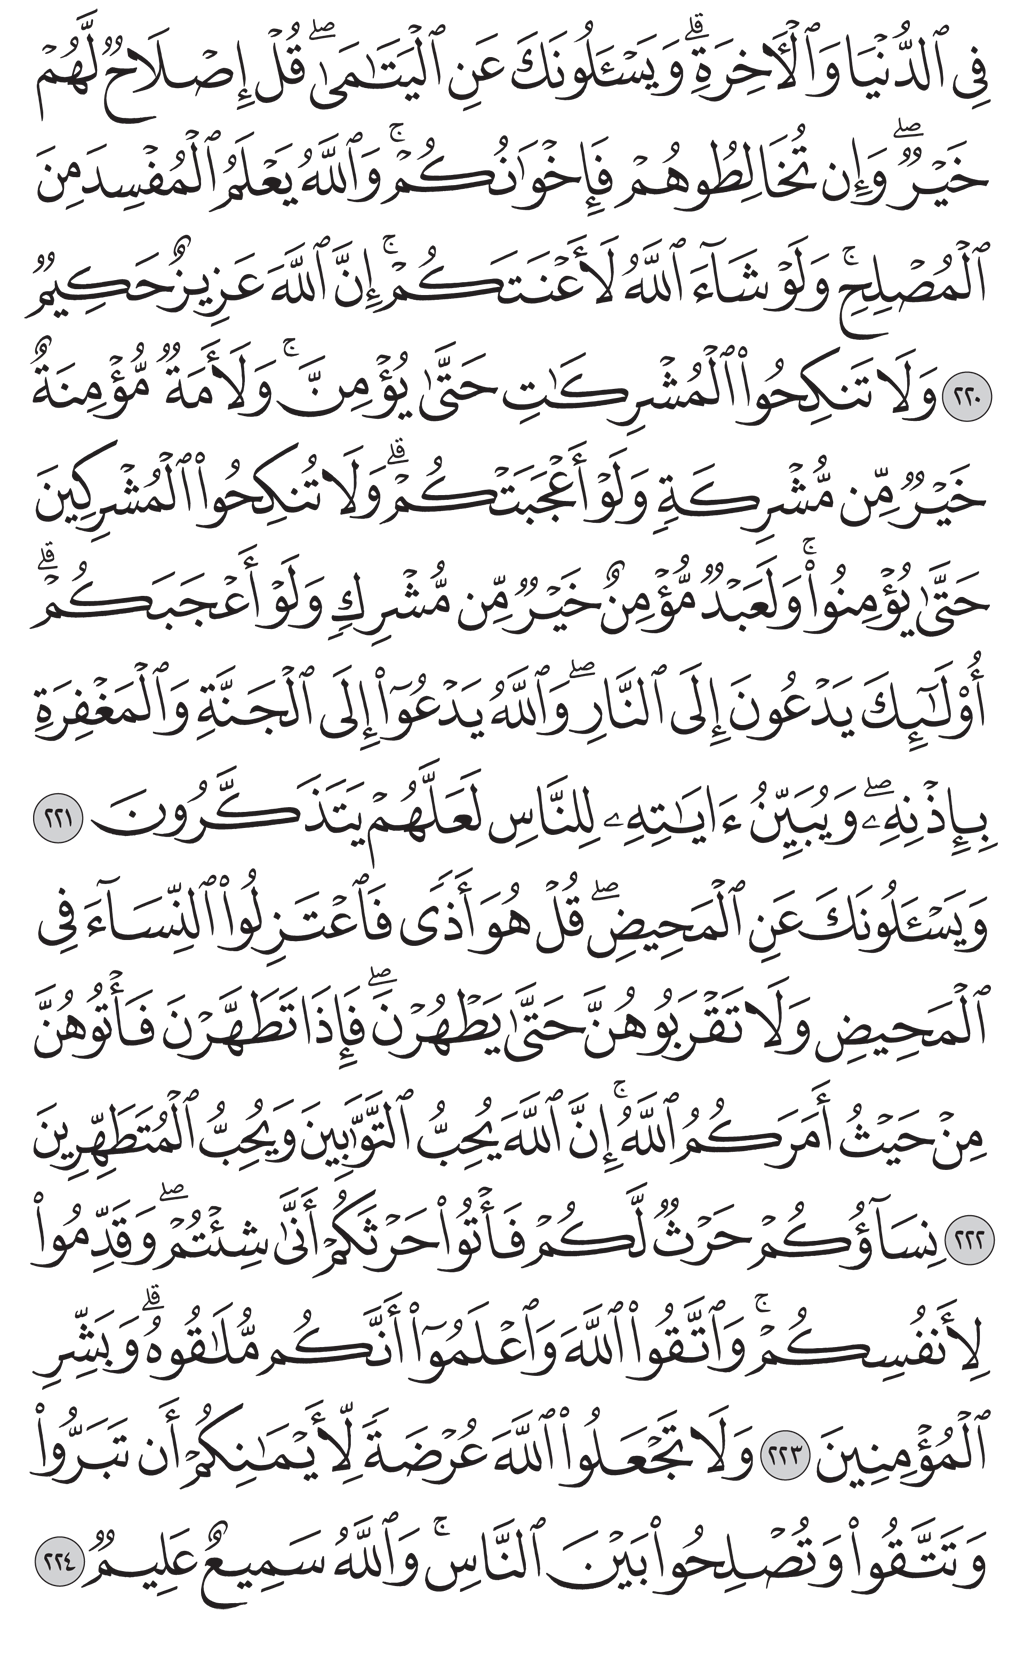 فِى ٱلدُّنْيَا وَٱلْـَٔاخِرَةِ ۗ وَيَسْـَٔلُونَكَ عَنِ ٱلْيَتَـٰمَىٰ ۖ قُلْ إِصْلَاحٌ لَّهُمْ
خَيْرٌ ۖ وَإِن تُخَالِطُوهُمْ فَإِخْوَٰنُكُمْ ۚ وَٱللَّهُ يَعْلَمُ ٱلْمُفْسِدَ مِنَ
ٱلْمُصْلِحِ ۚ وَلَوْ شَآءَ ٱللَّهُ لَأَعْنَتَكُمْ ۚ إِنَّ ٱللَّهَ عَزِيزٌ حَكِيمٌ
٢٢٠ وَلَا تَنكِحُوا۟ ٱلْمُشْرِكَـٰتِ حَتَّىٰ يُؤْمِنَّ ۚ وَلَأَمَةٌ مُّؤْمِنَةٌ
خَيْرٌ مِّن مُّشْرِكَةٍ وَلَوْ أَعْجَبَتْكُمْ ۗ وَلَا تُنكِحُوا۟ ٱلْمُشْرِكِينَ
حَتَّىٰ يُؤْمِنُوا۟ ۚ وَلَعَبْدٌ مُّؤْمِنٌ خَيْرٌ مِّن مُّشْرِكٍ وَلَوْ أَعْجَبَكُمْ ۗ
أُو۟لَـٰٓئِكَ يَدْعُونَ إِلَى ٱلنَّارِ ۖ وَٱللَّهُ يَدْعُوٓا۟ إِلَى ٱلْجَنَّةِ وَٱلْمَغْفِرَةِ
بِإِذْنِهِۦ ۖ وَيُبَيِّنُ ءَايَـٰتِهِۦ لِلنَّاسِ لَعَلَّهُمْ يَتَذَكَّرُونَ ٢٢١
وَيَسْـَٔلُونَكَ عَنِ ٱلْمَحِيضِ ۖ قُلْ هُوَ أَذًى فَٱعْتَزِلُوا۟ ٱلنِّسَآءَ فِى
ٱلْمَحِيضِ وَلَا تَقْرَبُوهُنَّ حَتَّىٰ يَطْهُرْنَ ۖ فَإِذَا تَطَهَّرْنَ فَأْتُوهُنَّ
مِنْ حَيْثُ أَمَرَكُمُ ٱللَّهُ ۚ إِنَّ ٱللَّهَ يُحِبُّ ٱلتَّوَّٰبِينَ وَيُحِبُّ ٱلْمُتَطَهِّرِينَ
٢٢٢ نِسَآؤُكُمْ حَرْثٌ لَّكُمْ فَأْتُوا۟ حَرْثَكُمْ أَنَّىٰ شِئْتُمْ ۖ وَقَدِّمُوا۟
لِأَنفُسِكُمْ ۚ وَٱتَّقُوا۟ ٱللَّهَ وَٱعْلَمُوٓا۟ أَنَّكُم مُّلَـٰقُوهُ ۗ وَبَشِّرِ
ٱلْمُؤْمِنِينَ ٢٢٣ وَلَا تَجْعَلُوا۟ ٱللَّهَ عُرْضَةً لِّأَيْمَـٰنِكُمْ أَن تَبَرُّوا۟
وَتَتَّقُوا۟ وَتُصْلِحُوا۟ بَيْنَ ٱلنَّاسِ ۚ وَٱللَّهُ سَمِيعٌ عَلِيمٌ ٢٢٤